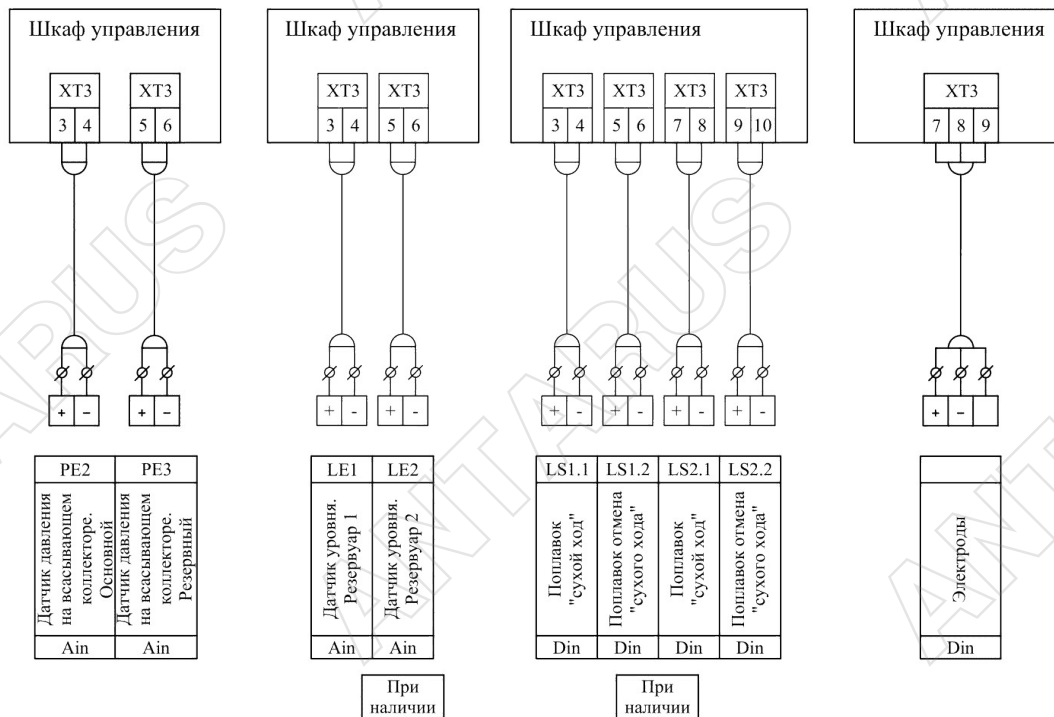 Шкаф управления
XT3 XT3
3 4 5 6
+ - + -
PE2 PE3
Датчик давления
на всасывающем
коллекторе.
Основной
Датчик давления
на всасывающем
коллекторе.
Резервный
Ain Ain
Шкаф управления
XT3 XT3
3 4 5 6
+ - + -
LE1 LE2
Датчик уровня.
Резервуар 1
Датчик уровня.
Резервуар 2
Ain Ain
При
наличии
Шкаф управления
XT3 XT3 XT3 XT3
3 4 5 6 7 8 9 10
+ - + - + - + -
LS1.1 LS1.2 LS2.1 LS2.2
Поплавок
"сухой ход"
Поплавок отмена
"сухого хода"
Поплавок
"сухой ход"
Поплавок отмена
"сухого хода"
Din Din Din Din
При
наличии
Шкаф управления
XT3
7 8 9
+ -
Электроды
Din
ANTARUS